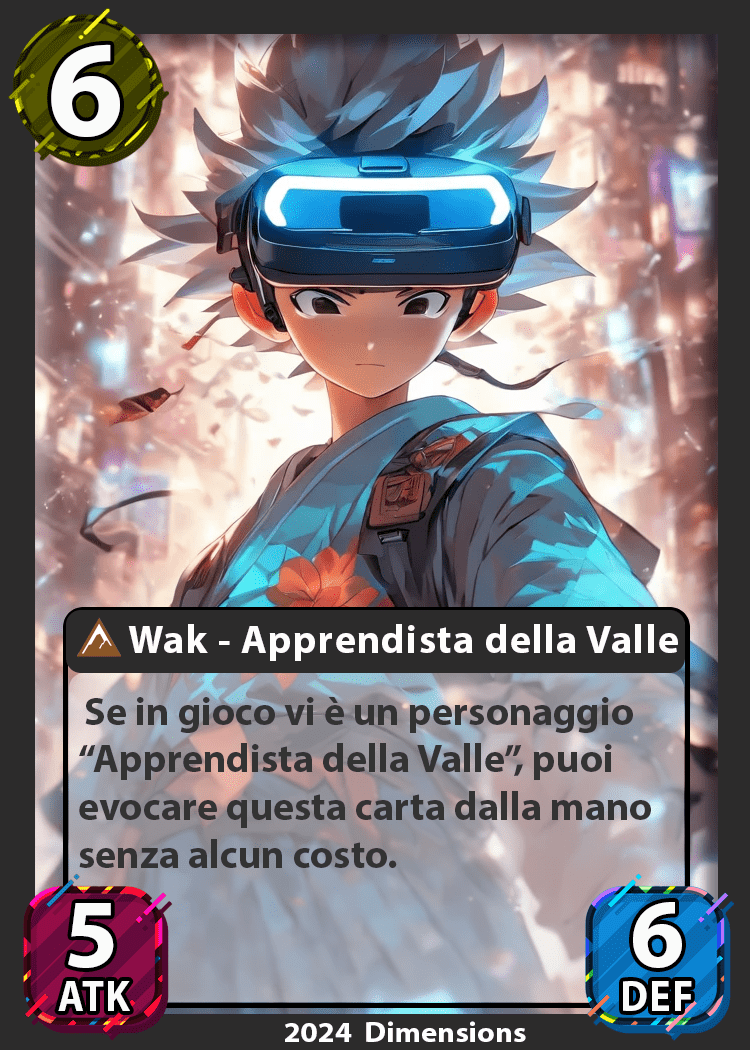 6
Wak - Apprendista della Valle
Se in gioco vi è un personaggio
“Apprendista della Valle”, puoi
evocare questa carta dalla mano
senza alcun costo.
5
ATK
6
DEF
2024 Dimensions